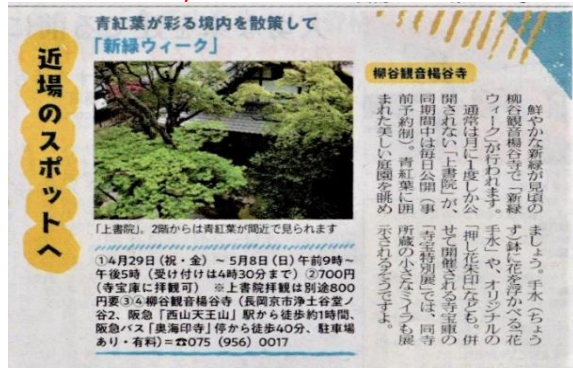 近場のスポットへ
青紅葉が彩る境内を散策して
「新緑ウィーク」
「上書院」。2階からは青紅葉が間近で見られます
①4月29日(祝・金)～5月8日(日)午前9時～
午後5時(受け付けは4時30分まで)②700円
(寺宝庫に拝観可) ※上書院拝観は別途800
円要③④柳谷観音楊谷寺(長岡京市浄土谷堂ノ
谷2、阪急「西山天王山」駅から徒歩約1時間、
阪急バス「奥海印寺」停から徒歩40分、駐車場
あり・有料)=☎075(956)0017
柳谷観音楊谷寺
鮮やかな新緑が見頃の
柳谷観音楊谷寺で「新緑
ウィーク」が行われます。
通常は月に1度しか公
開されない「上書院」が、
同期間中は毎日公開(事
前予約制)。青紅葉に囲
まれた美しい庭園を眺め
ましょう。手水(ちょう
ず)鉢に花を浮かべる「花
手水」や、オリジナルの
「押し花朱印」なども。併
せて開催される寺宝庫の
「寺宝特別展」では、同寺
所蔵の小さなミイラも展
示されるそうですよ。